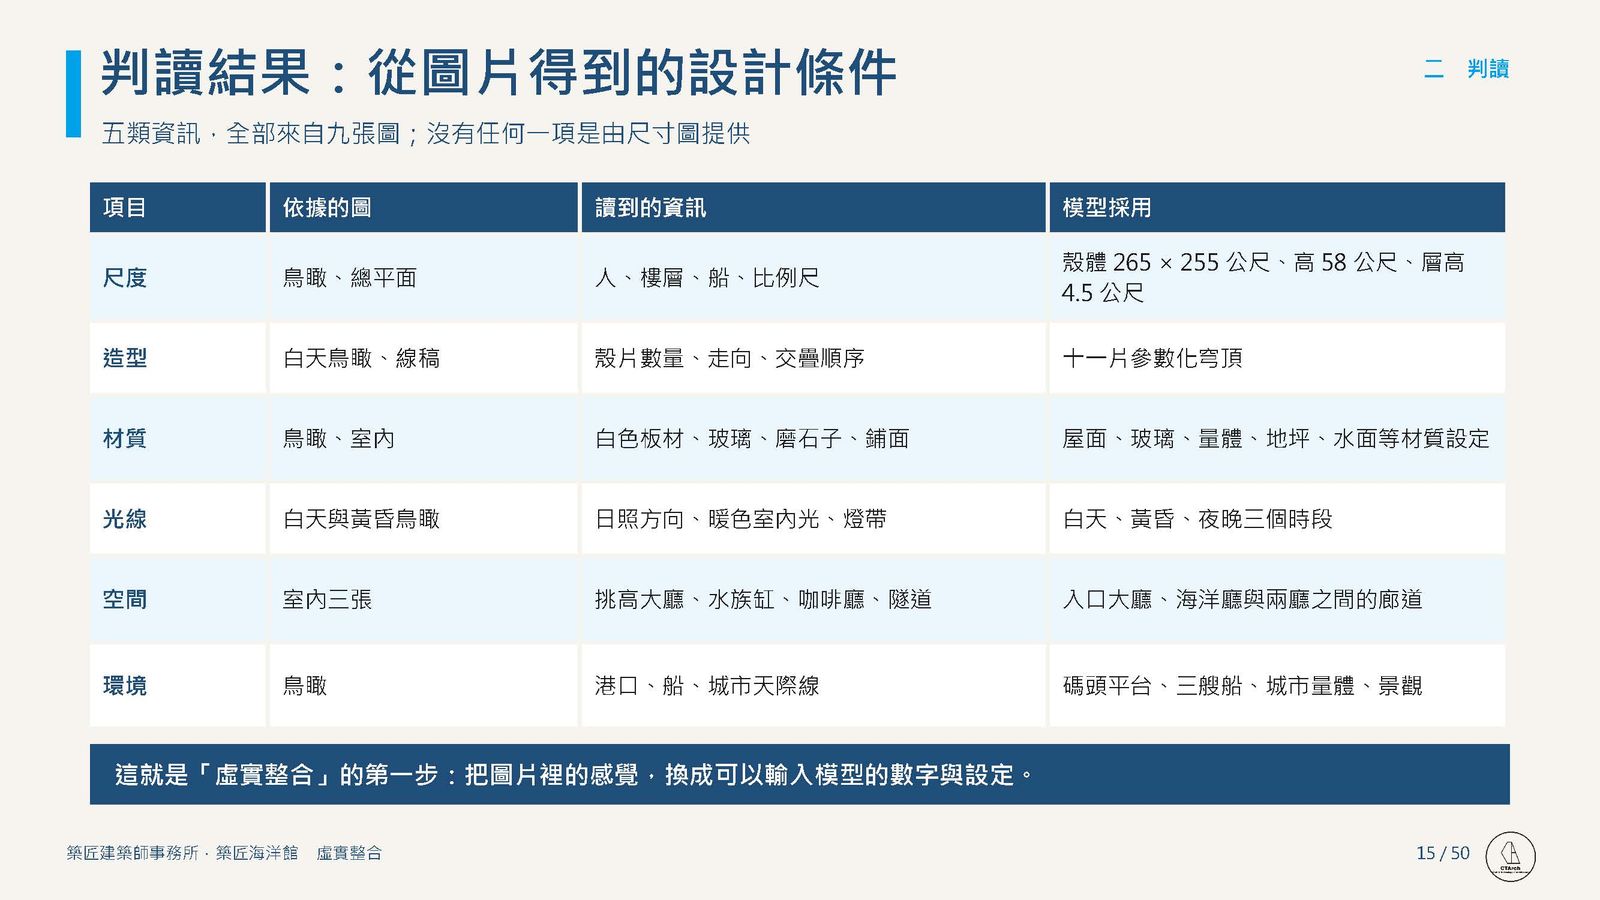 判讀結果：從圖片得到的設計條件
二　判讀
五類資訊，全部來自九張圖；沒有任何一項是由尺寸圖提供
項目
依據的圖
讀到的資訊
模型採用
尺度
鳥瞰、總平面
人、樓層、船、比例尺
殼體 265 × 255 公尺、高 58 公尺、層高
4.5 公尺
造型
白天鳥瞰、線稿
殼片數量、走向、交疊順序
十一片參數化穹頂
材質
鳥瞰、室內
白色板材、玻璃、磨石子、鋪面
屋面、玻璃、量體、地坪、水面等材質設定
光線
白天與黃昏鳥瞰
日照方向、暖色室內光、燈帶
白天、黃昏、夜晚三個時段
空間
室內三張
挑高大廳、水族缸、咖啡廳、隧道
入口大廳、海洋廳與兩廳之間的廊道
環境
鳥瞰
港口、船、城市天際線
碼頭平台、三艘船、城市量體、景觀
這就是「虛實整合」的第一步：把圖片裡的感覺，換成可以輸入模型的數字與設定。
築匠建築師事務所．築匠海洋館　虛實整合
15 / 50
CTArch